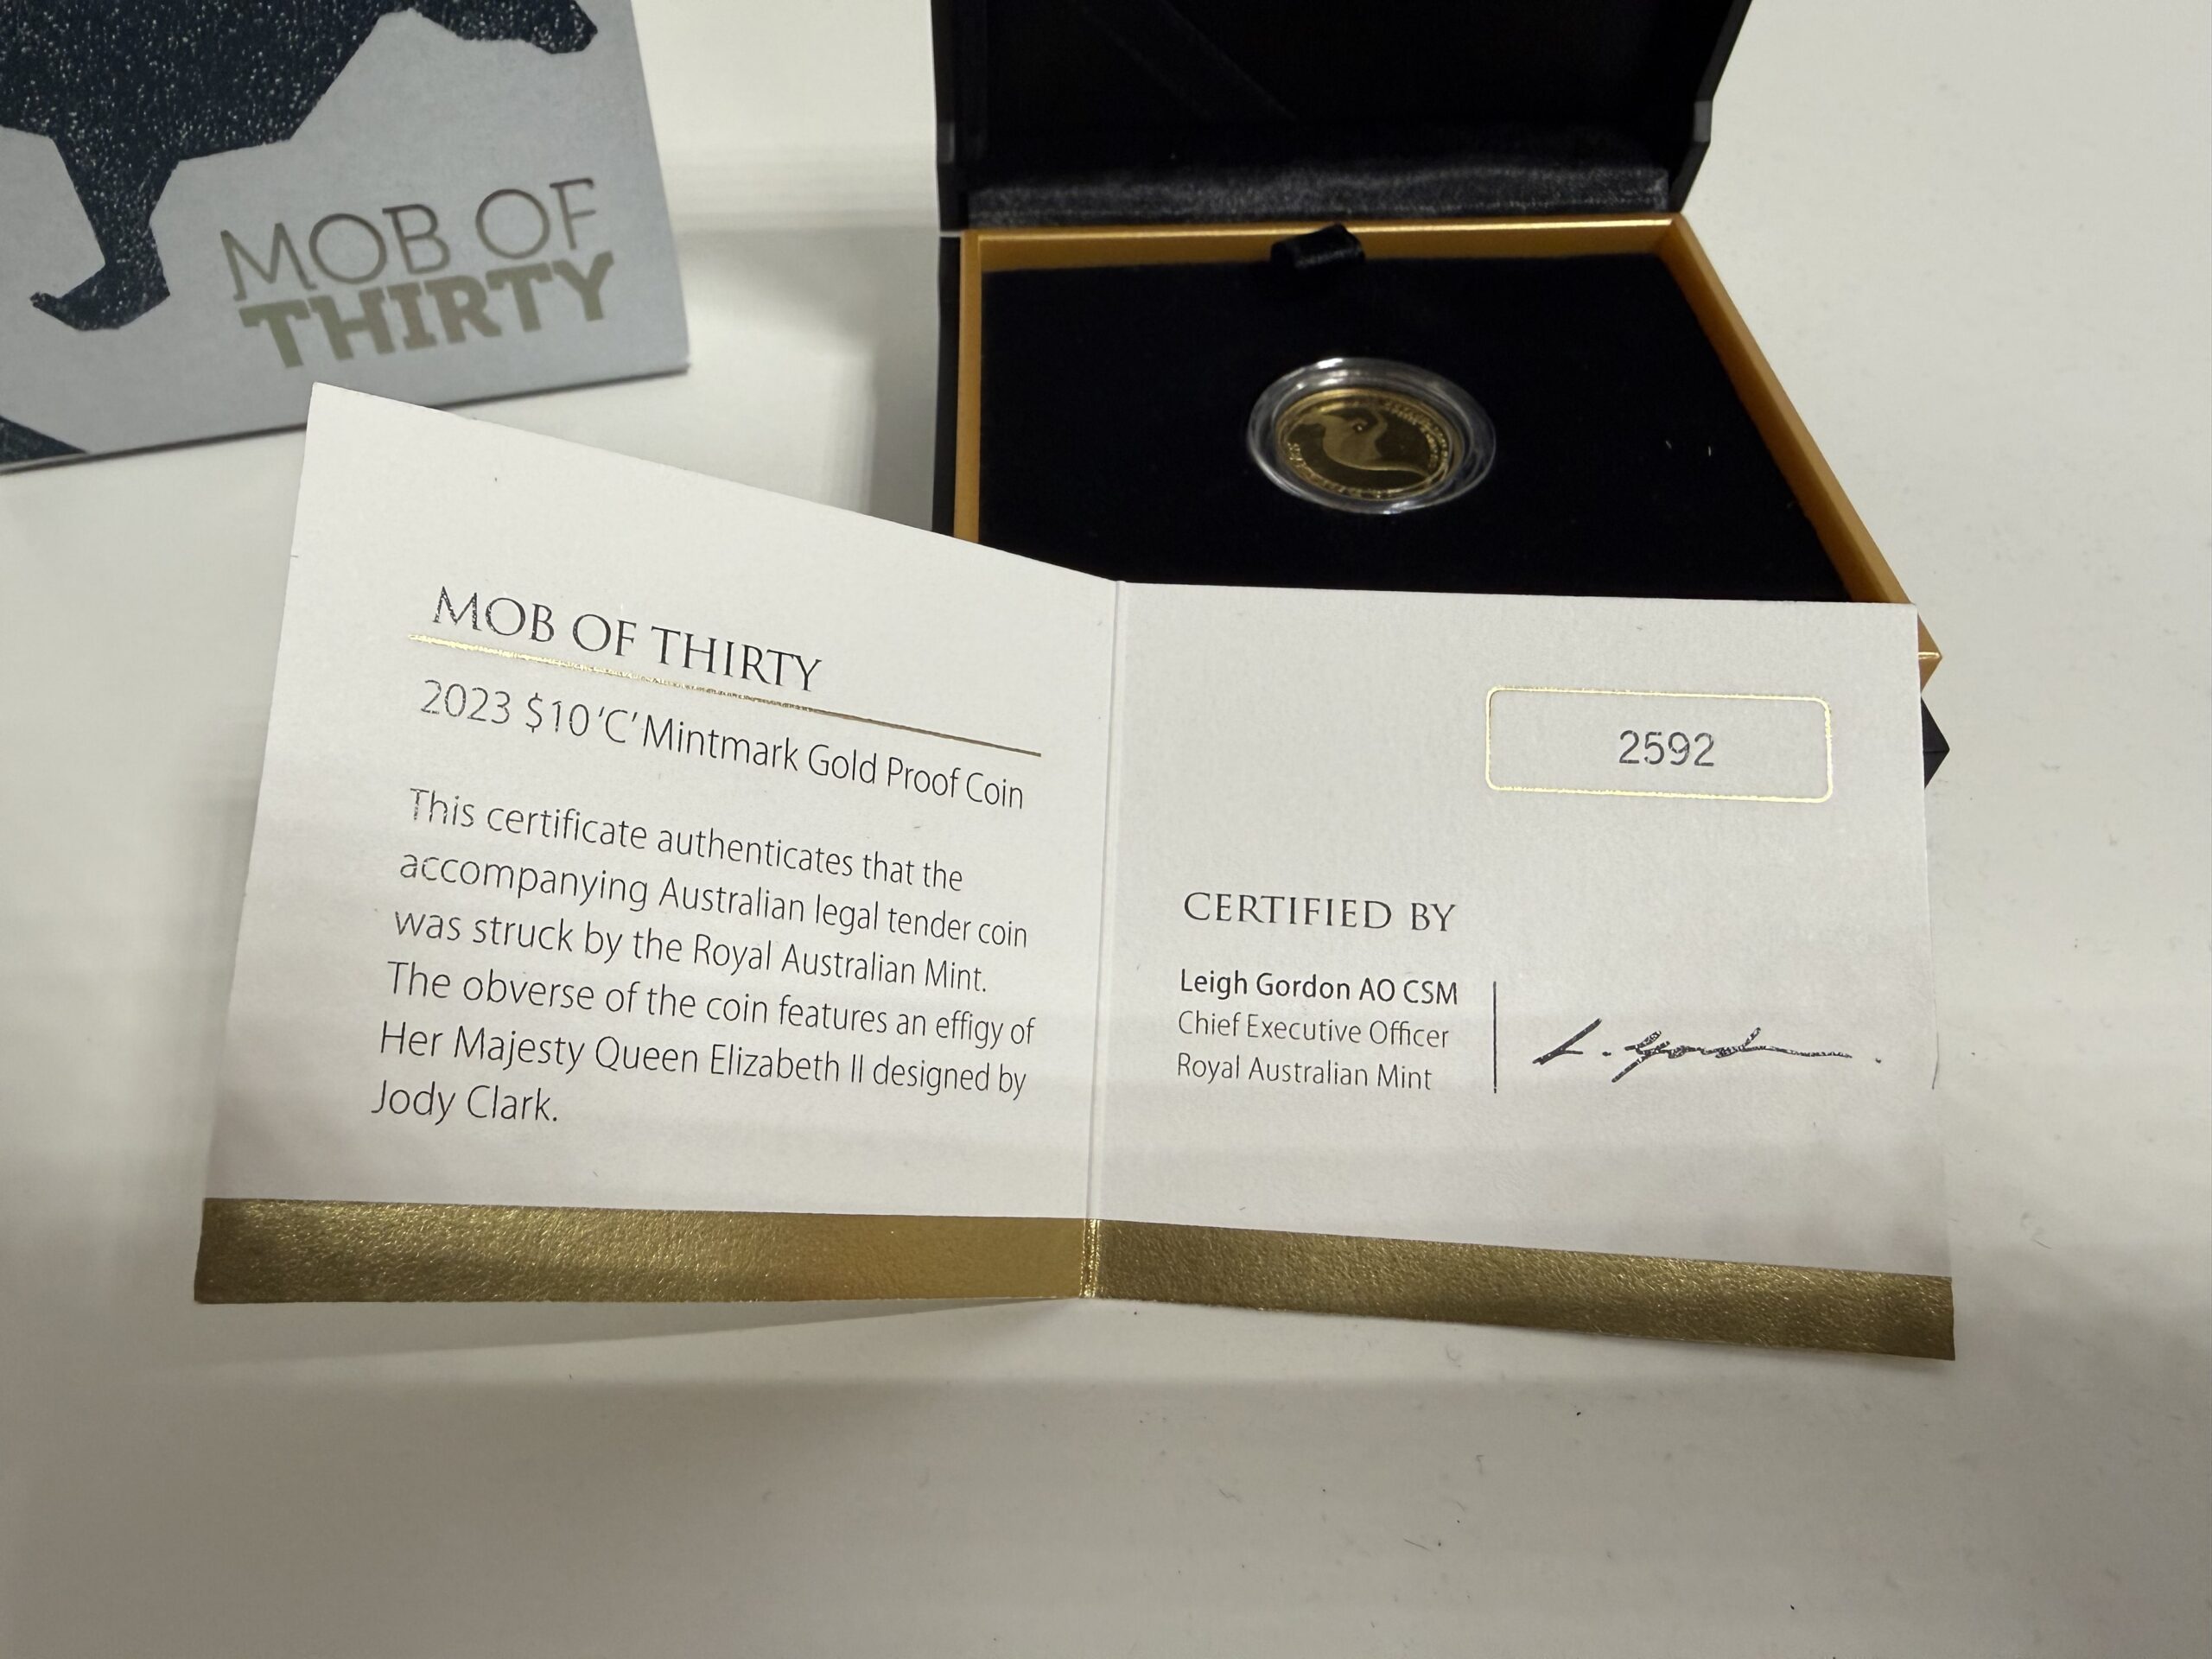 MOB OF
THIRTY
MOB OF THIRTY
2023 $10 'C' Mintmark Gold Proof Coin
This certificate authenticates that the
accompanying Australian legal tender coin
was struck by the Royal Australian Mint.
The obverse of the coin features an effigy of
Her Majesty Queen Elizabeth II designed by
Jody Clark.
2592
CERTIFIED BY
Leigh Gordon AO CSM
Chief Executive Officer
Royal Australian Mint
L. Gordon.